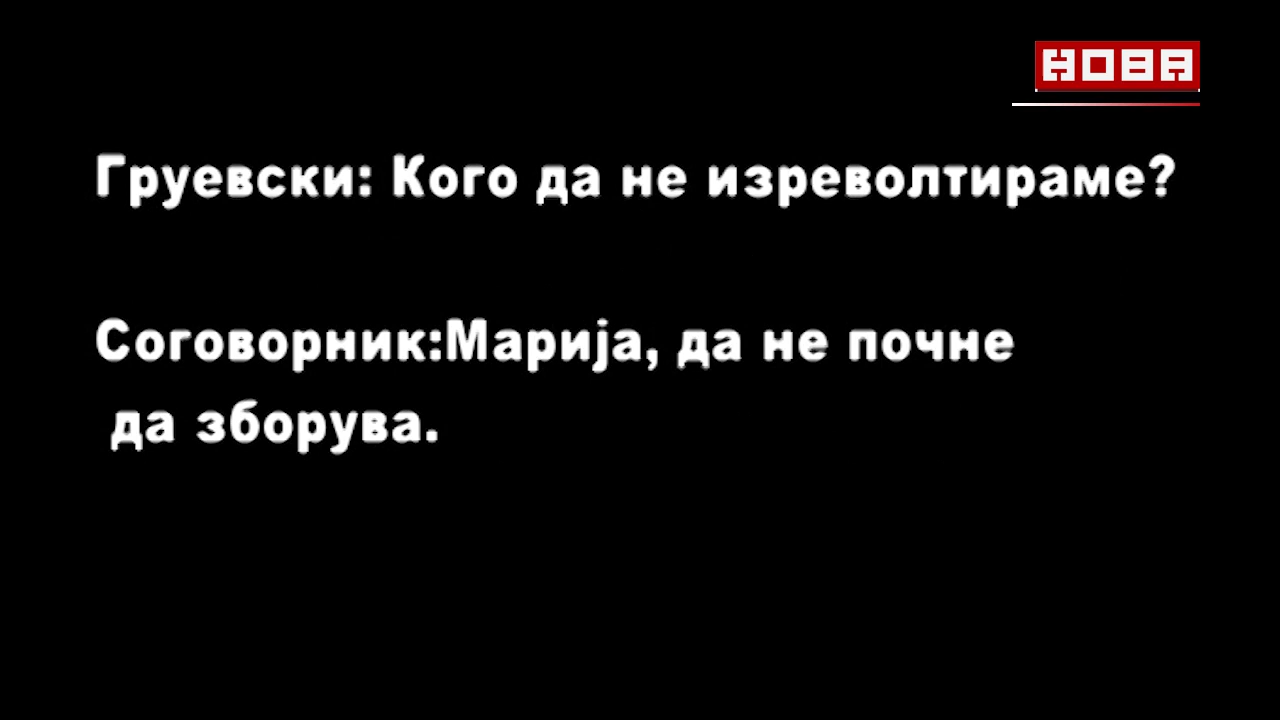 НОВА
Груевски: Кого да не изреволтираме?
Соговорник:Марија, да не почне
да зборува.